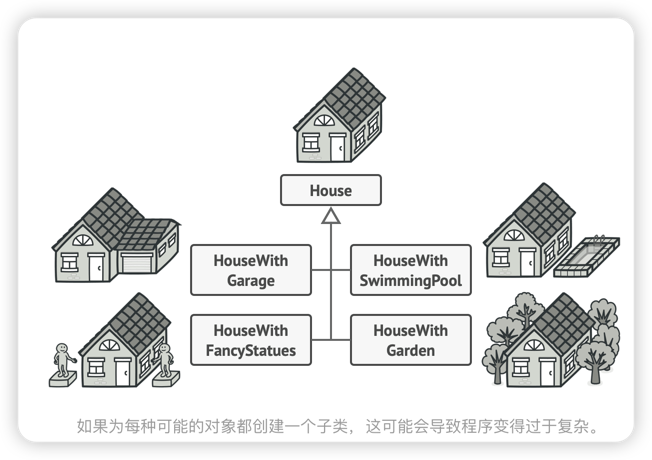 House
HouseWith
Garage
HouseWith
SwimmingPool
HouseWith
FancyStatues
HouseWith
Garden
如果为每种可能的对象都创建一个子类，这可能会导致程序变得过于复杂。